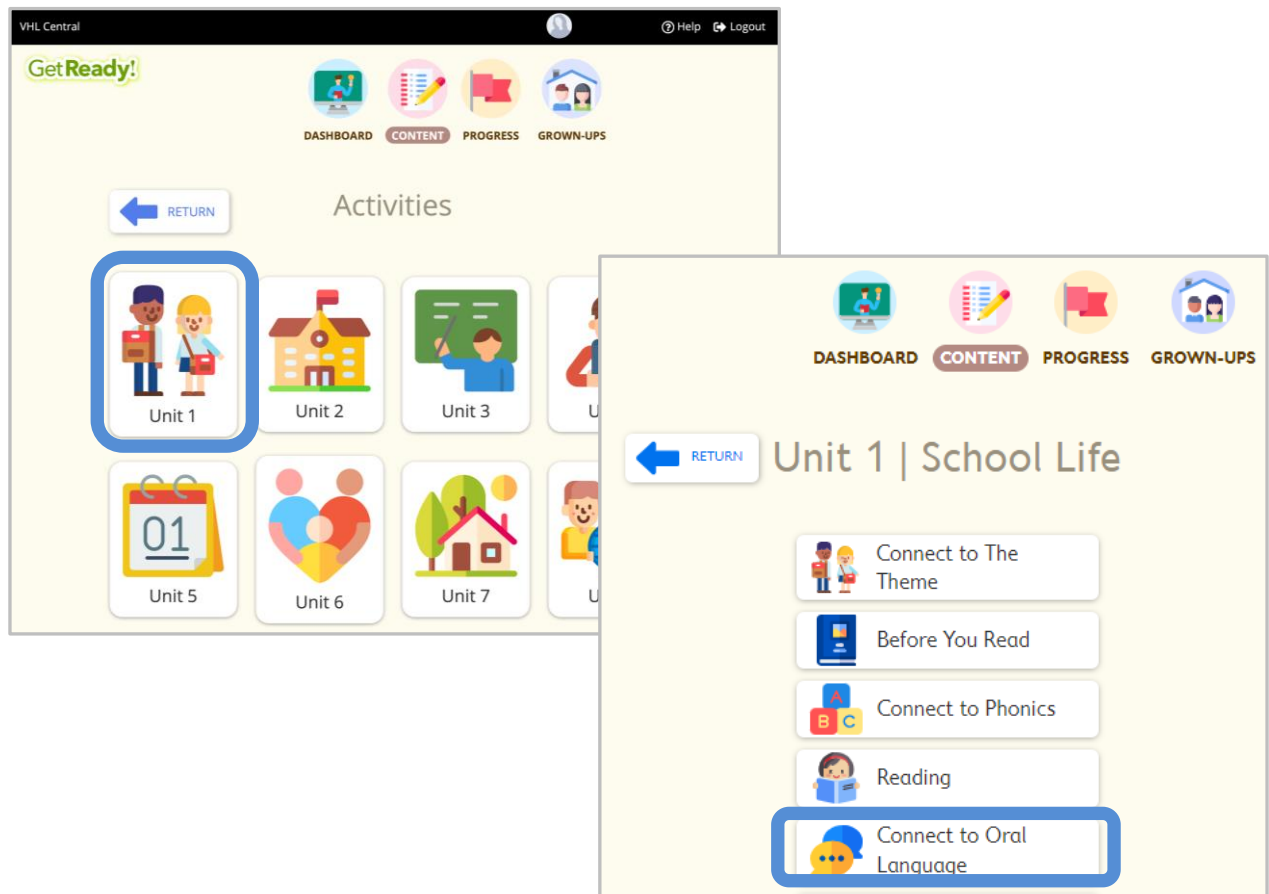 VHL Central
Help
Logout
GetReady!
DASHBOARD
CONTENT
PROGRESS
GROWN-UPS
RETURN
Activities
Unit 1
Unit 2
Unit 3
U
01
Unit 5
Unit 6
Unit 7
U
DASHBOARD
CONTENT
PROGRESS
GROWN-UPS
RETURN
Unit 1 | School Life
Connect to The
Theme
Before You Read
A
B C
Connect to Phonics
Reading
Connect to Oral
Language